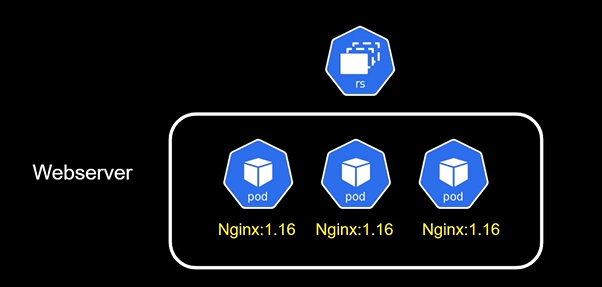 rs
Webserver
pod pod pod
Nginx:1.16 Nginx:1.16 Nginx:1.16